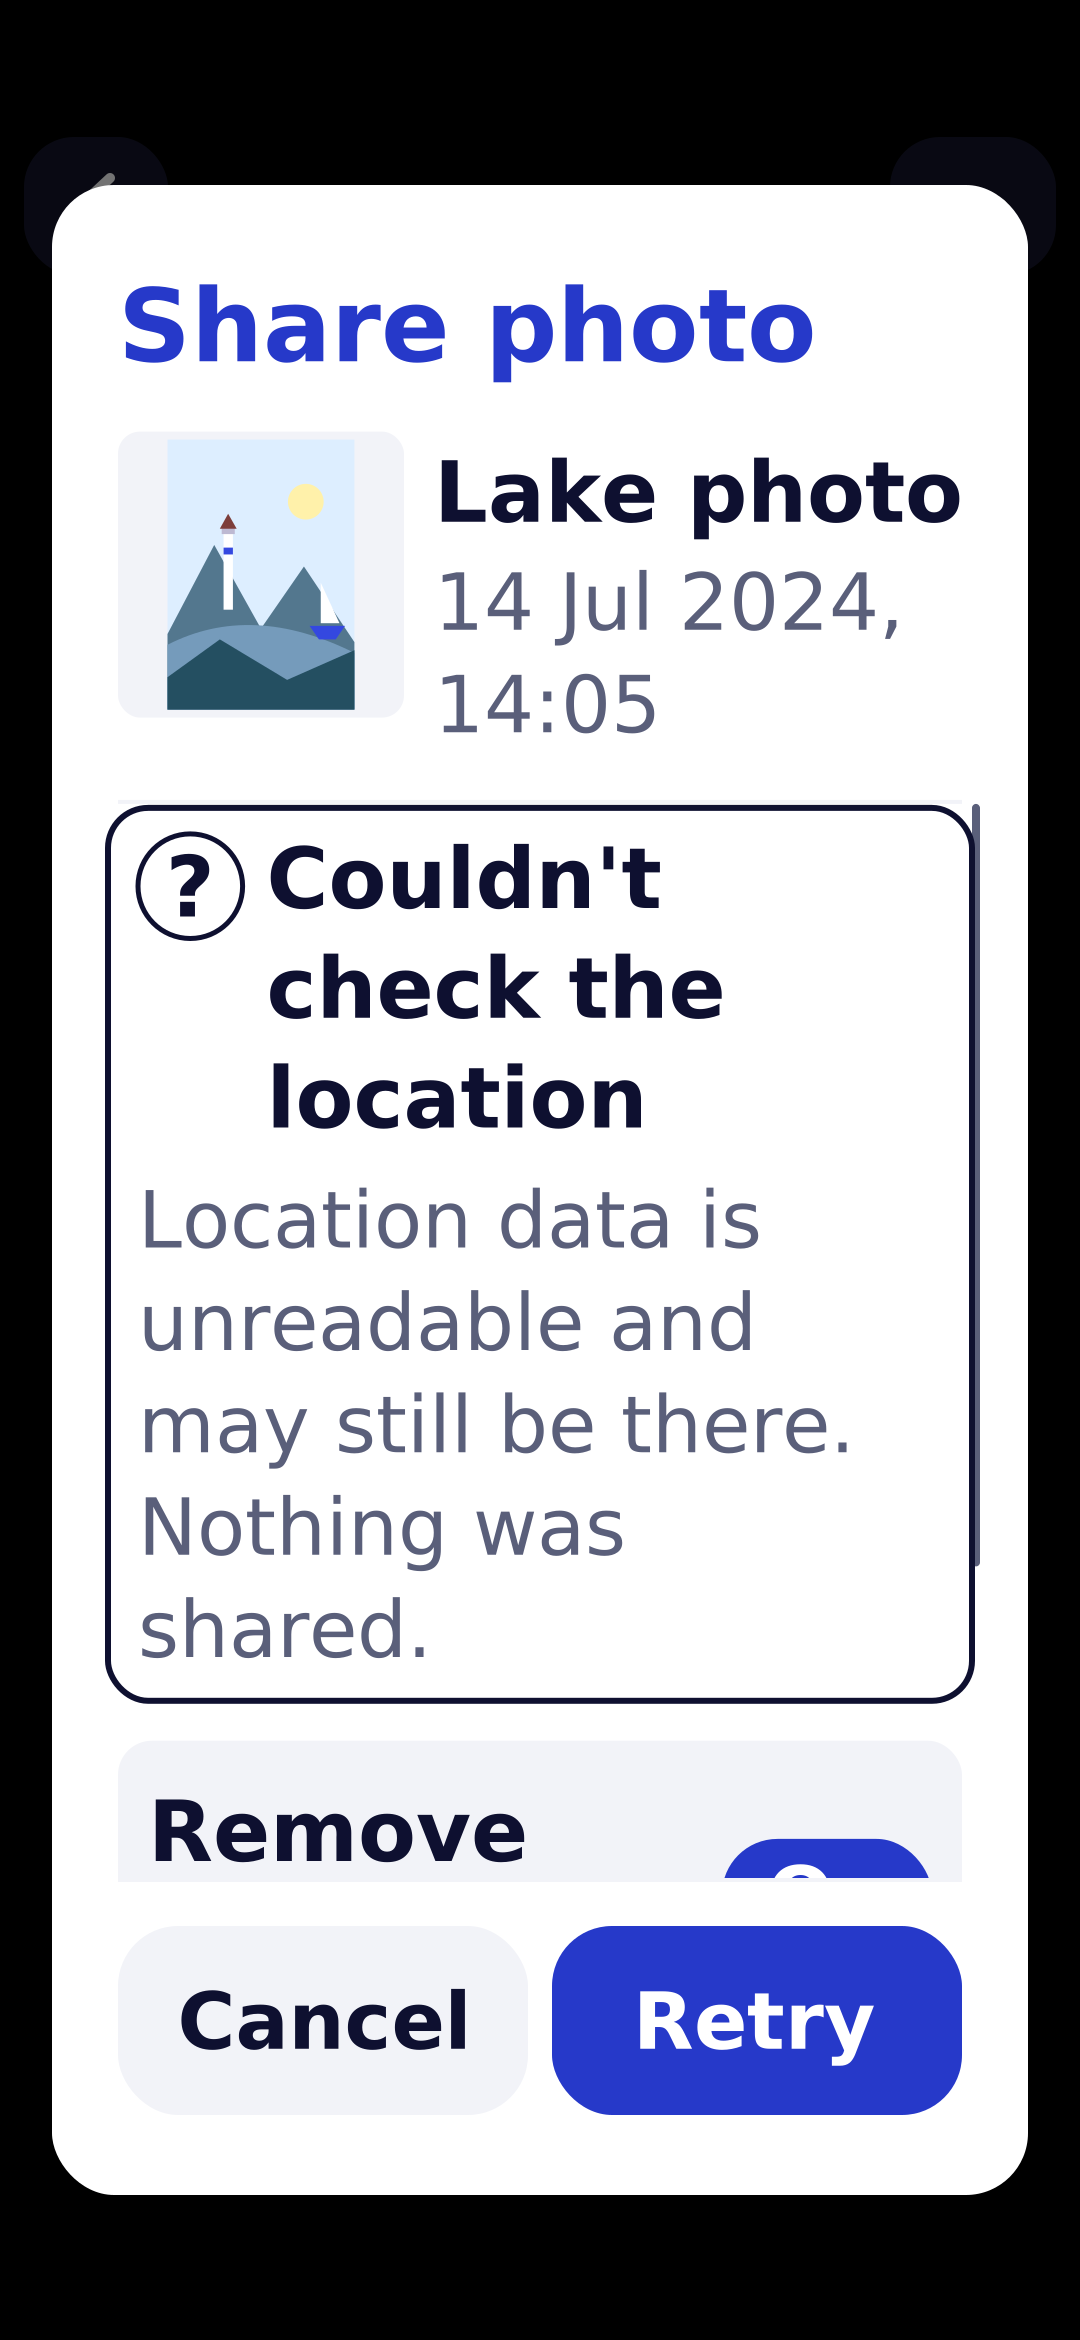 Share photo
Lake photo
14 Jul 2024,
14:05
?
Couldn't
check the
location
Location data is
unreadable and
may still be there.
Nothing was
shared.
Remove
Cancel
Retry